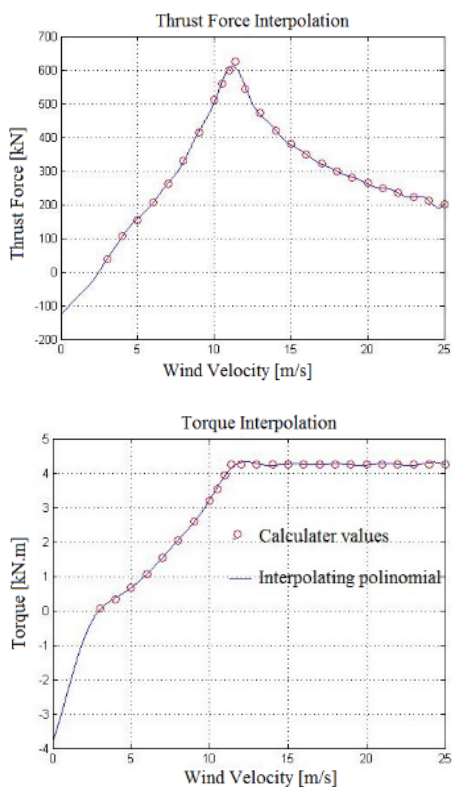 Thrust Force Interpolation
700
600
500
400
300
200
100
0
-100
-200
Thrust Force [kN]
0 5 10 15 20 25
Wind Velocity [m/s]
Torque Interpolation
5
4
3
2
1
0
-1
-2
-3
-4
Torque [kN.m]
Calculater values
Interpolating polinomial
0 5 10 15 20 25
Wind Velocity [m/s]